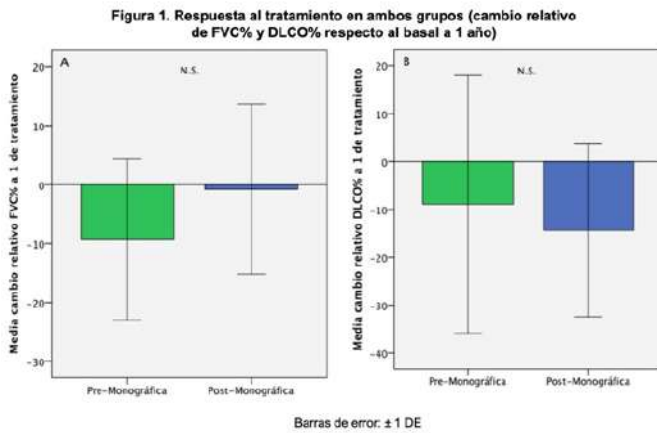 Figura 1. Respuesta al tratamiento en ambos grupos (cambio relativo
de FVC% y DLCO% respecto al basal a 1 año)
A
N.S.
Media cambio relativo FVC% a 1 de tratamiento
20
10
0
-10
-20
-30
Pre-Monográfica
Post-Monográfica
B
N.S.
Media cambio relativo DLCO% a 1 de tratamiento
20
10
0
-10
-20
-30
-40
Pre-Monográfica
Post-Monográfica
Barras de error: ± 1 DE